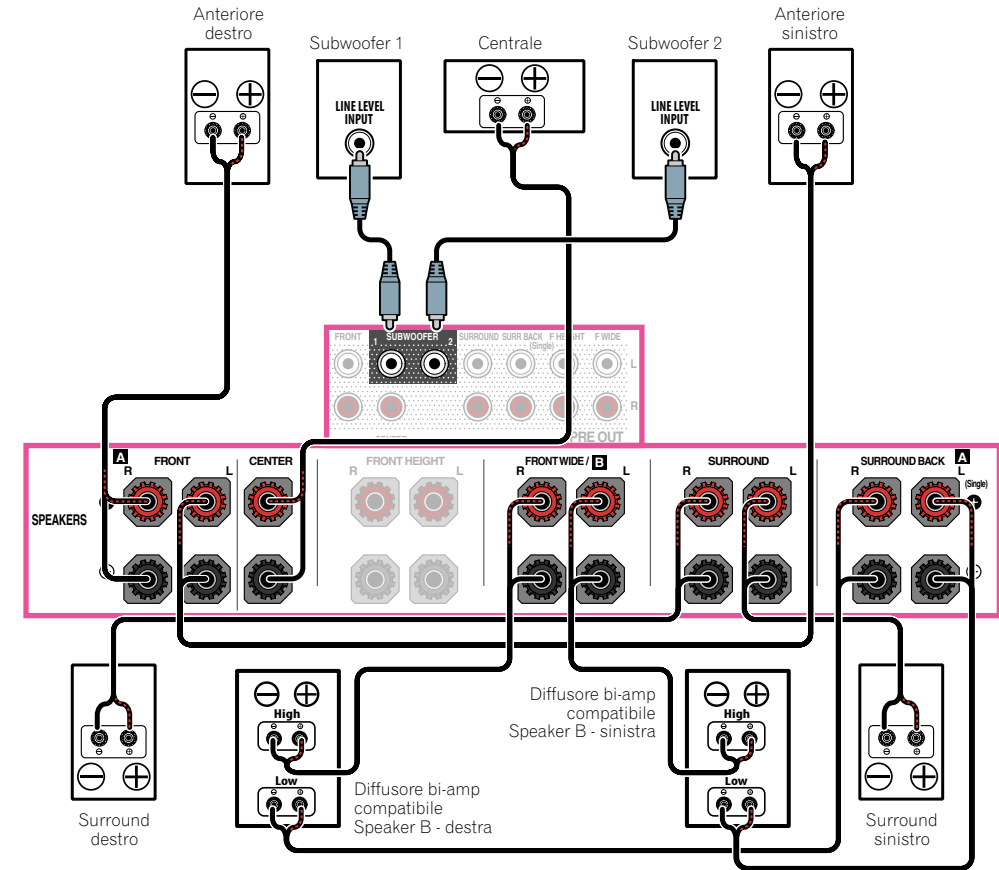 Anteriore
destro
Subwoofer 1
Centrale
Subwoofer 2
Anteriore
sinistro
LINE LEVEL
INPUT
LINE LEVEL
INPUT
FRONT
SUBWOOFER
1
2
SURROUND
SURR BACK
(Single)
F HEIGHT
F WIDE
L
R
PRE OUT
SPEAKERS
A
FRONT
R
L
CENTER
FRONT HEIGHT
R
L
FRONT WIDE / B
R
L
SURROUND
R
L
SURROUND BACK
A
R
L
(Single)
High
Low
Diffusore bi-amp
compatibile
Speaker B - sinistra
High
Low
Diffusore bi-amp
compatibile
Speaker B - destra
Surround
destro
Surround
sinistro